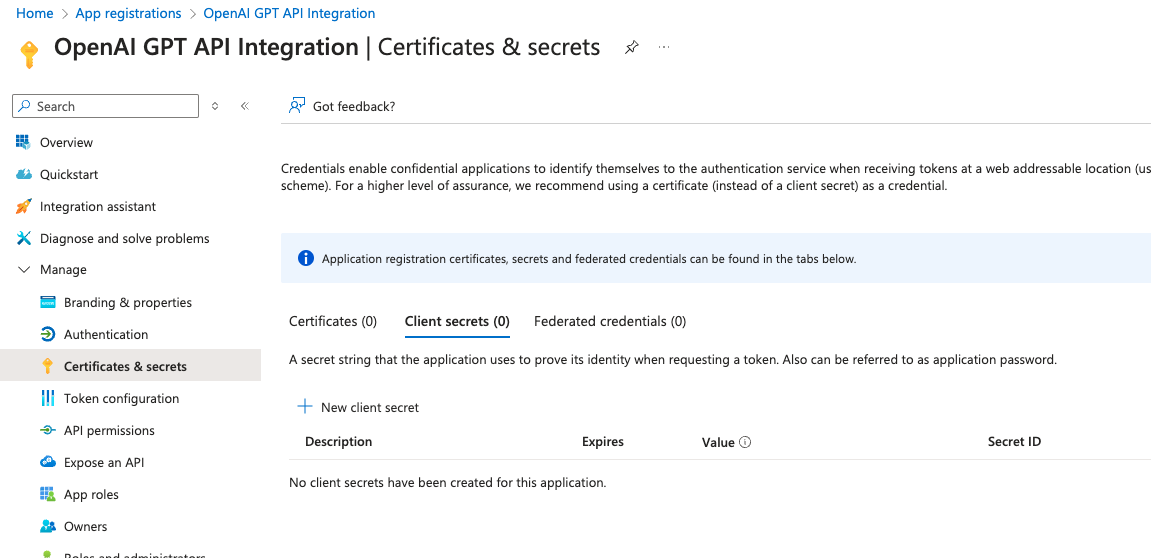 Home > App registrations > OpenAI GPT API Integration
OpenAI GPT API Integration | Certificates & secrets
Search
Overview
Quickstart
Integration assistant
Diagnose and solve problems
Manage
Branding & properties
Authentication
Certificates & secrets
Token configuration
API permissions
Expose an API
App roles
Owners
Roles and administrators
Got feedback?
Credentials enable confidential applications to identify themselves to the authentication service when receiving tokens at a web addressable location (us
scheme). For a higher level of assurance, we recommend using a certificate (instead of a client secret) as a credential.
Application registration certificates, secrets and federated credentials can be found in the tabs below.
Certificates (0) Client secrets (0) Federated credentials (0)
A secret string that the application uses to prove its identity when requesting a token. Also can be referred to as application password.
New client secret
Description Expires Value Secret ID
No client secrets have been created for this application.